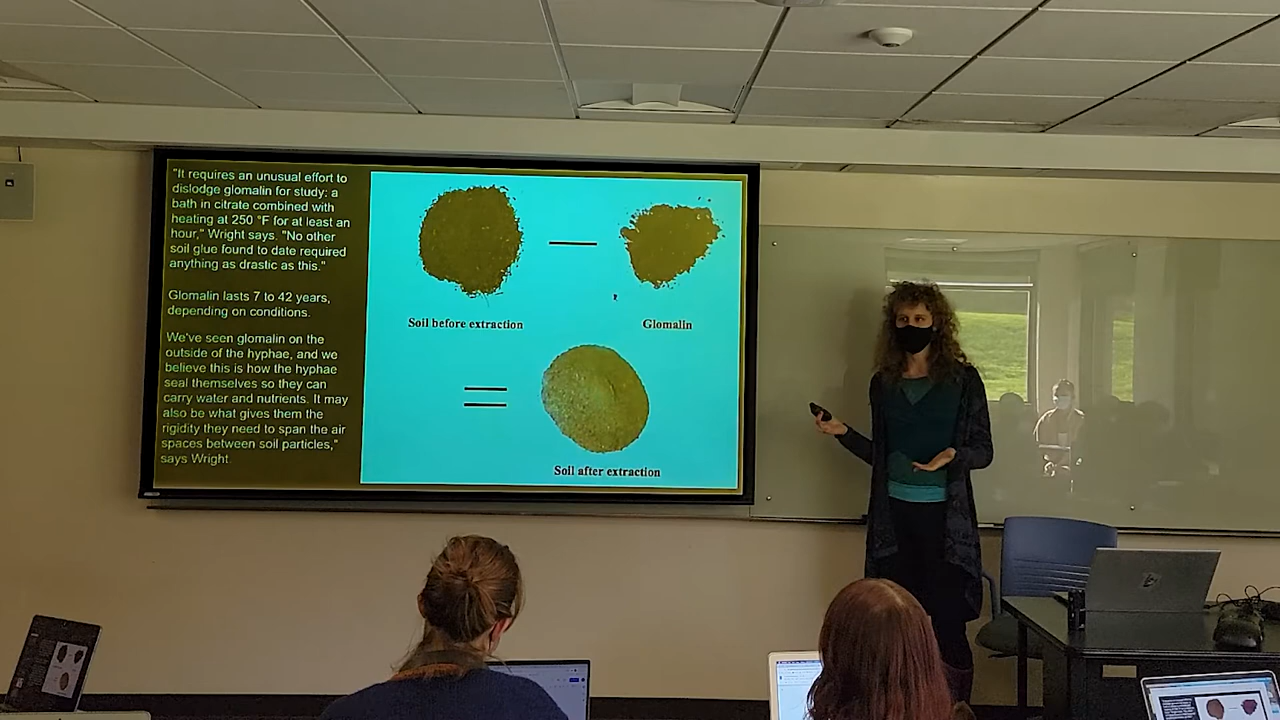 "It requires an unusual effort to
dislodge glomalin for study: a
bath in citrate combined with
heating at 250 °F for at least an
hour," Wright says. "No other
soil glue found to date required
anything as drastic as this."
Glomalin lasts 7 to 42 years,
depending on conditions.
We've seen glomalin on the
outside of the hyphae, and we
believe this is how the hyphae
seal themselves so they can
carry water and nutrients. It may
also be what gives them the
rigidity they need to span the air
spaces between soil particles,"
says Wright.
Soil before extraction
Glomalin
Soil after extraction